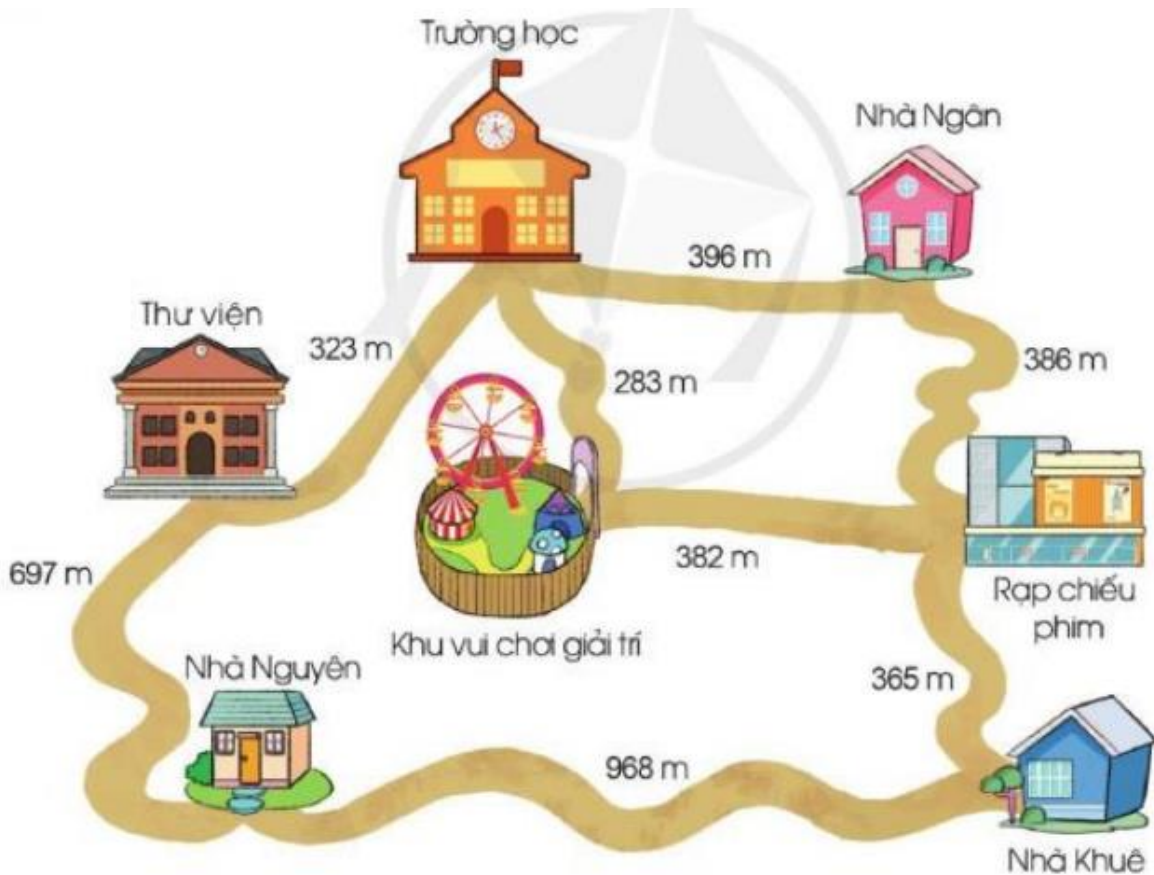 Trường học
Nhà Ngân
396 m
Thư viện
323 m
283 m
386 m
697 m
382 m
Rạp chiếu
phim
Khu vui chơi giải trí
Nhà Nguyên
365 m
968 m
Nhà Khuê